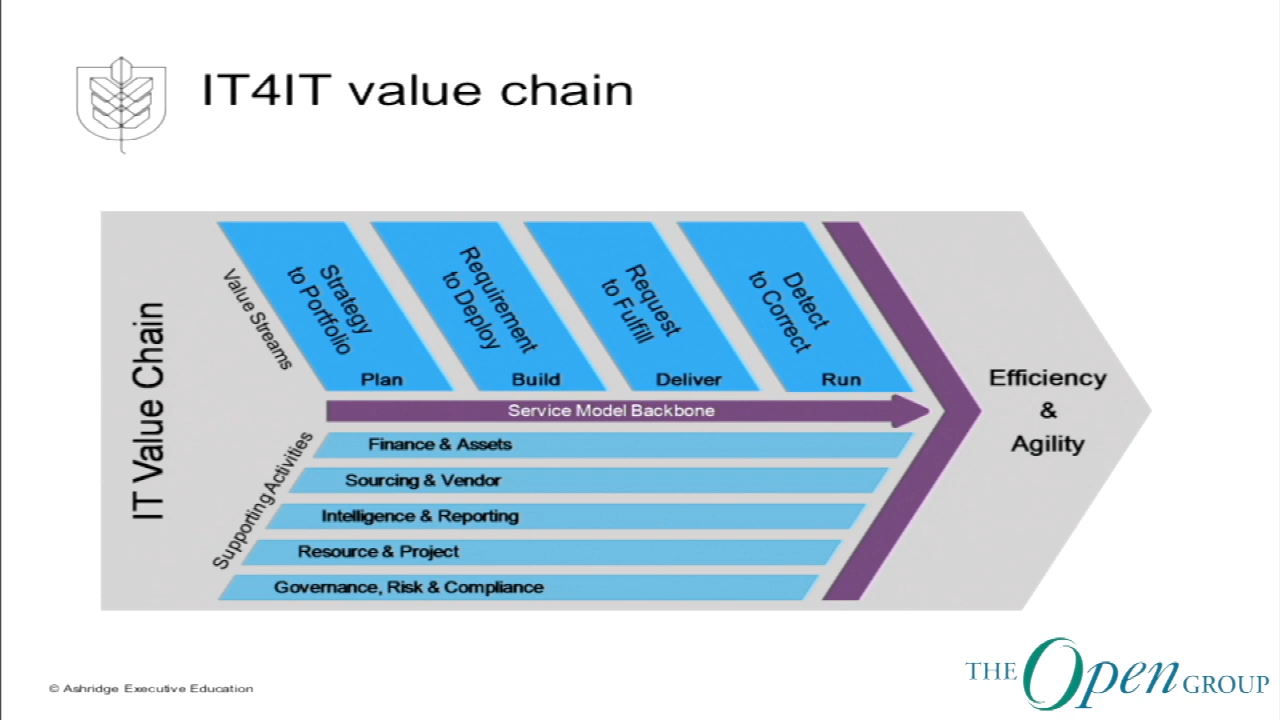 IT4IT value chain
IT Value Chain
Value Streams
Strategy
to Portfolio
Plan
Requirement
to Deploy
Build
Request
to Fulfill
Deliver
Detect
to Correct
Run
Service Model Backbone
Supporting Activities
Finance & Assets
Sourcing & Vendor
Intelligence & Reporting
Resource & Project
Governance, Risk & Compliance
Efficiency
&
Agility
© Ashridge Executive Education
THE Open GROUP